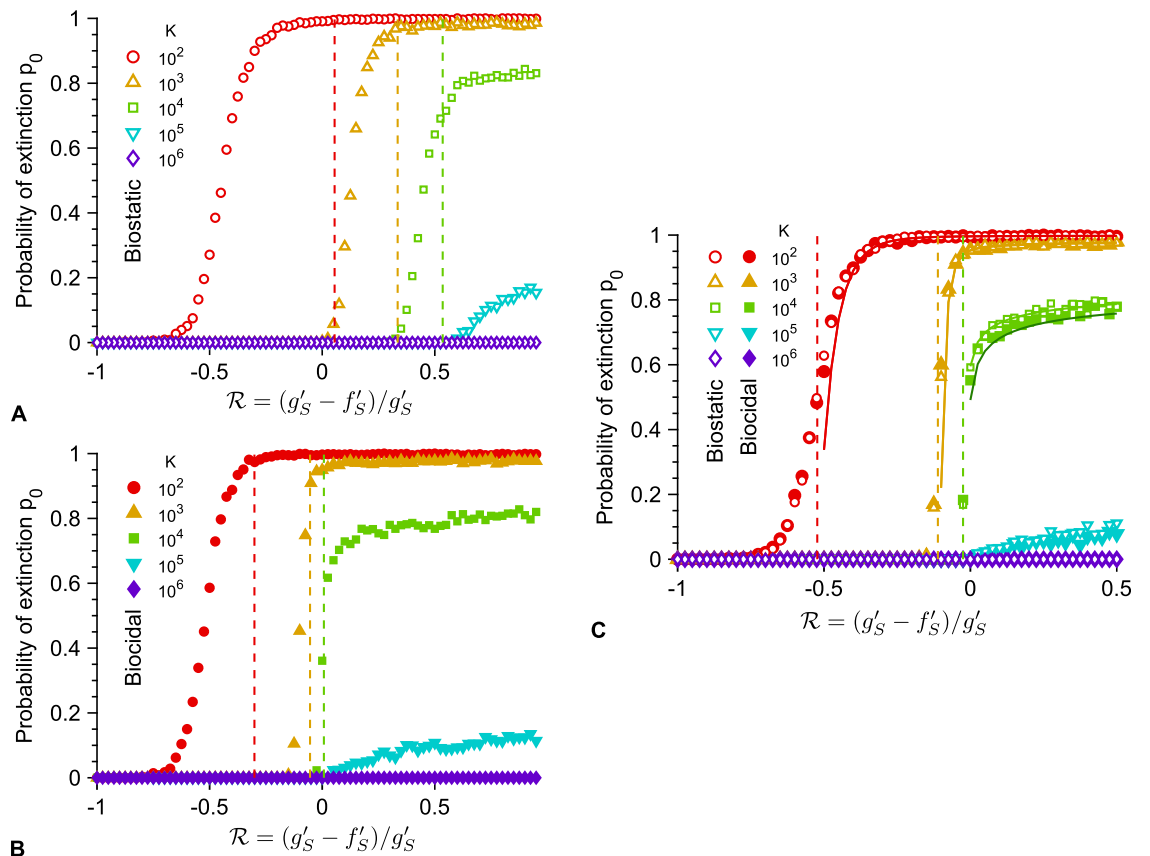 Probability of extinction p0
1
0.8
0.6
0.4
0.2
0
K
10^2
10^3
10^4
10^5
10^6
Biostatic
-1
-0.5
0
0.5
ℛ = (g′S − f′S)/g′S
A
Probability of extinction p0
1
0.8
0.6
0.4
0.2
0
K
10^2
10^3
10^4
10^5
10^6
Biocidal
-1
-0.5
0
0.5
ℛ = (g′S − f′S)/g′S
B
Probability of extinction p0
1
0.8
0.6
0.4
0.2
0
K
10^2
10^3
10^4
10^5
10^6
Biostatic
Biocidal
-1
-0.5
0
0.5
ℛ = (g′S − f′S)/g′S
C